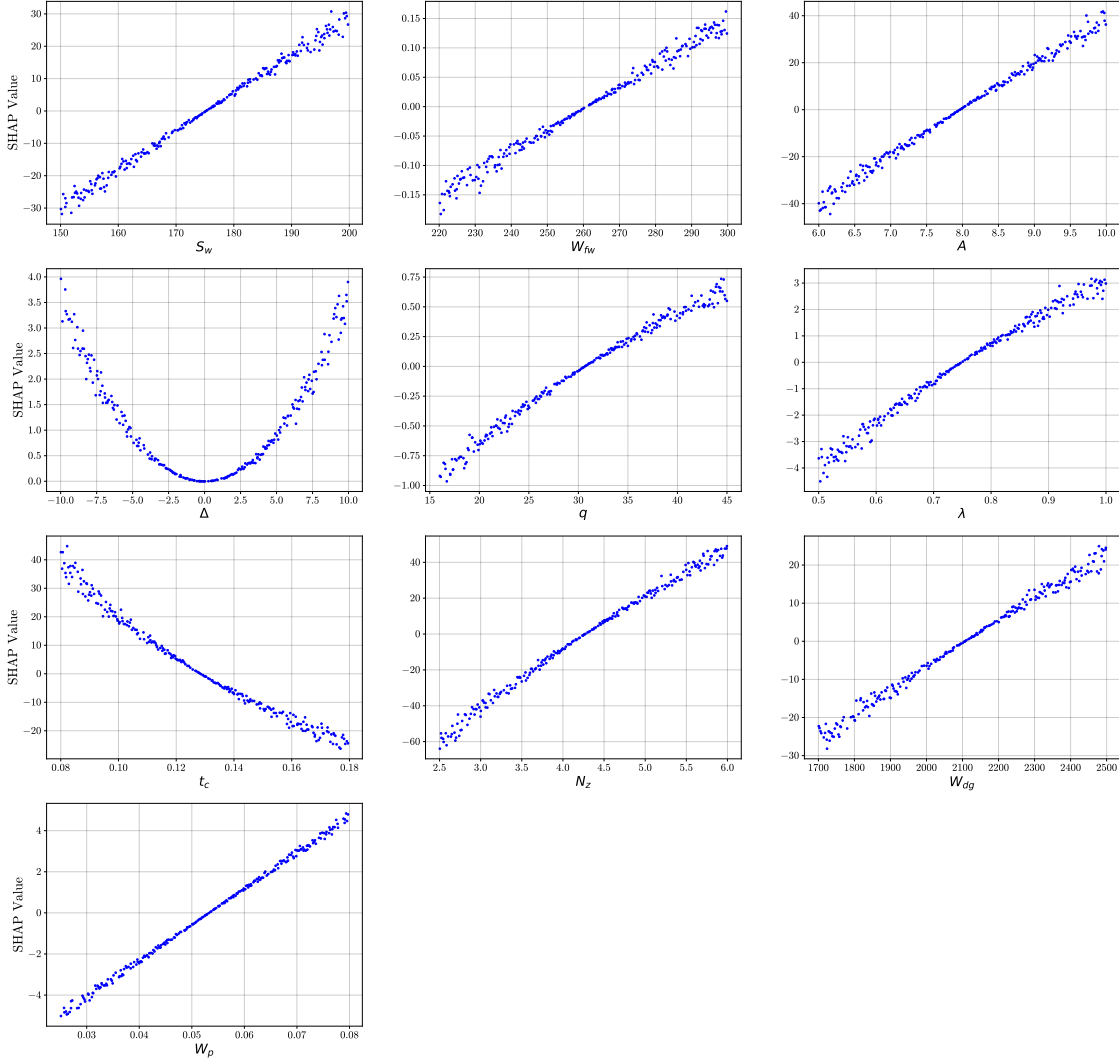 SHAP Value
30
20
10
0
−10
−20
−30
150 160 170 180 190 200
S_w
0.15
0.10
0.05
0.00
−0.05
−0.10
−0.15
220 230 240 250 260 270 280 290 300
W_fw
40
20
0
−20
−40
6.0 6.5 7.0 7.5 8.0 8.5 9.0 9.5 10.0
A
SHAP Value
4.0
3.5
3.0
2.5
2.0
1.5
1.0
0.5
0.0
−10.0 −7.5 −5.0 −2.5 0.0 2.5 5.0 7.5 10.0
Δ
0.75
0.50
0.25
0.00
−0.25
−0.50
−0.75
−1.00
15 20 25 30 35 40 45
q
3
2
1
0
−1
−2
−3
−4
0.5 0.6 0.7 0.8 0.9 1.0
λ
SHAP Value
40
30
20
10
0
−10
−20
0.08 0.10 0.12 0.14 0.16 0.18
t_c
40
20
0
−20
−40
−60
2.5 3.0 3.5 4.0 4.5 5.0 5.5 6.0
N_z
20
10
0
−10
−20
−30
1700 1800 1900 2000 2100 2200 2300 2400 2500
W_dg
SHAP Value
4
2
0
−2
−4
0.03 0.04 0.05 0.06 0.07 0.08
W_p